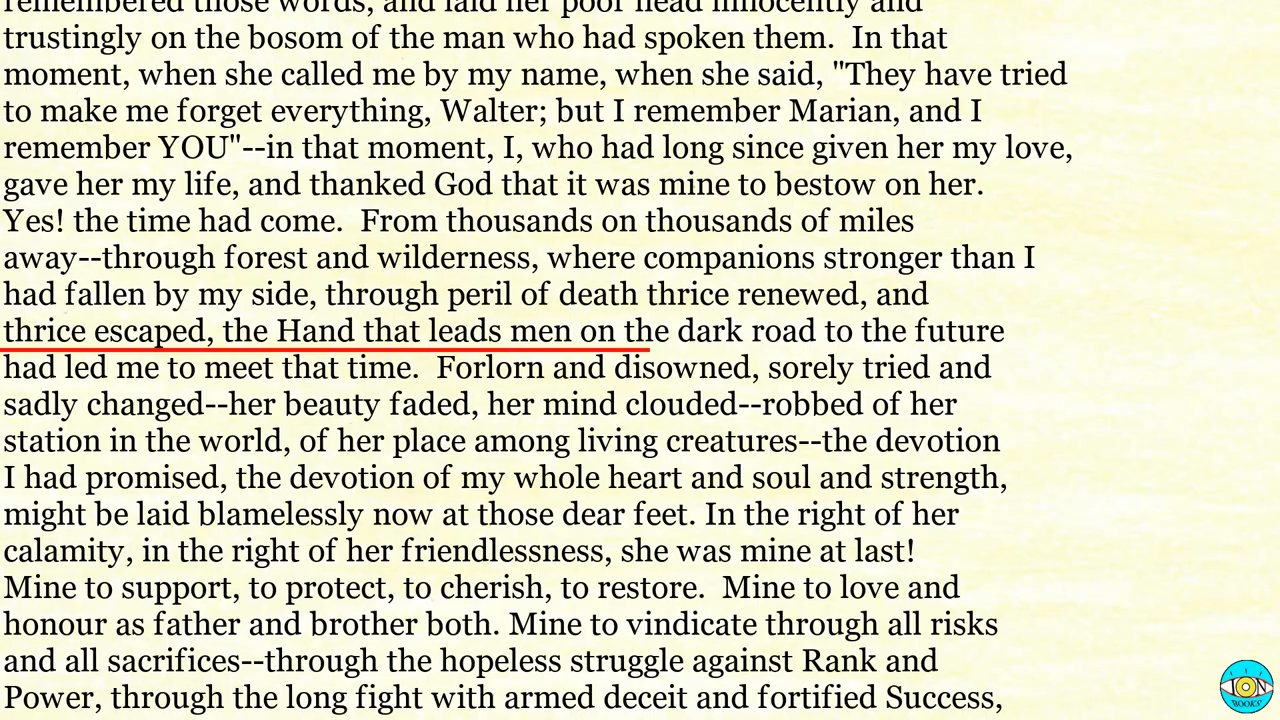 remembered those words, and laid her poor head innocently and
trustingly on the bosom of the man who had spoken them.  In that
moment, when she called me by my name, when she said, "They have tried
to make me forget everything, Walter; but I remember Marian, and I
remember YOU"--in that moment, I, who had long since given her my love,
gave her my life, and thanked God that it was mine to bestow on her.
Yes! the time had come.  From thousands on thousands of miles
away--through forest and wilderness, where companions stronger than I
had fallen by my side, through peril of death thrice renewed, and
thrice escaped, the Hand that leads men on the dark road to the future
had led me to meet that time.  Forlorn and disowned, sorely tried and
sadly changed--her beauty faded, her mind clouded--robbed of her
station in the world, of her place among living creatures--the devotion
I had promised, the devotion of my whole heart and soul and strength,
might be laid blamelessly now at those dear feet. In the right of her
calamity, in the right of her friendlessness, she was mine at last!
Mine to support, to protect, to cherish, to restore.  Mine to love and
honour as father and brother both. Mine to vindicate through all risks
and all sacrifices--through the hopeless struggle against Rank and
Power, through the long fight with armed deceit and fortified Success,
ION
BOOKS